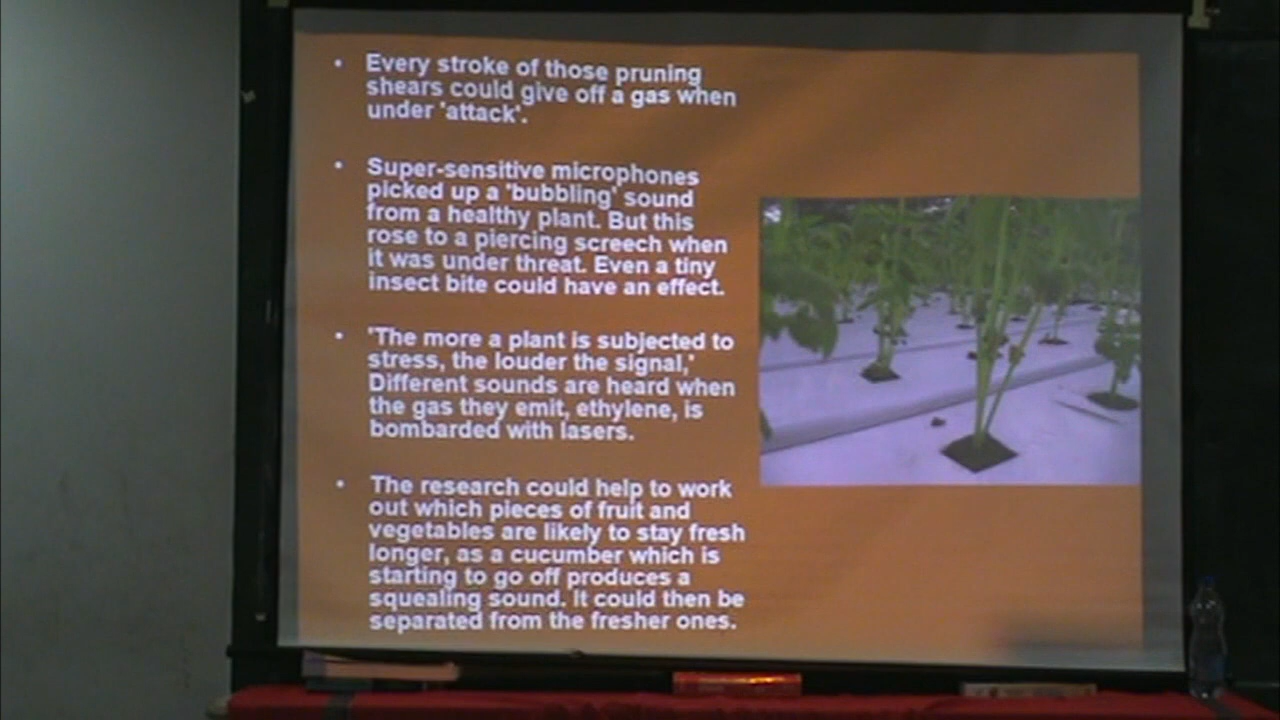 • Every stroke of those pruning
shears could give off a gas when
under 'attack'.
• Super-sensitive microphones
picked up a 'bubbling' sound
from a healthy plant. But this
rose to a piercing screech when
it was under threat. Even a tiny
insect bite could have an effect.
• 'The more a plant is subjected to
stress, the louder the signal,'
Different sounds are heard when
the gas they emit, ethylene, is
bombarded with lasers.
• The research could help to work
out which pieces of fruit and
vegetables are likely to stay fresh
longer, as a cucumber which is
starting to go off produces a
squealing sound. It could then be
separated from the fresher ones.